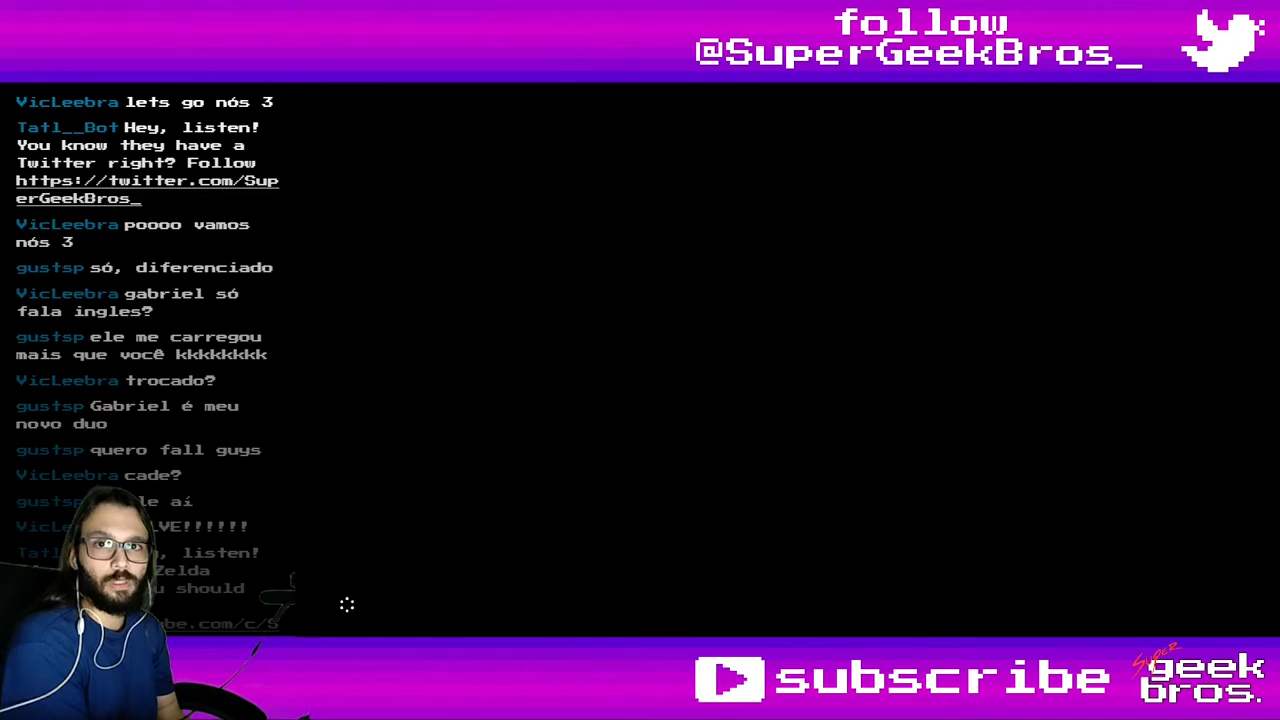 follow
@SuperGeekBros_
VicLeebra lets go nós 3
Tatl__Bot Hey, listen!
You know they have a
Twitter right? Follow
https://twitter.com/Sup
erGeekBros_
VicLeebra poooo vamos
nós 3
gustsp só, diferenciado
VicLeebra gabriel só
fala ingles?
gustsp ele me carregou
mais que você kkkkkkkk
VicLeebra trocado?
gustsp Gabriel é meu
novo duo
gustsp quero fall guys
VicLeebra cade?
gustsp aí
listen!
Zelda
should
subscribe
SUPER
geek
bros.